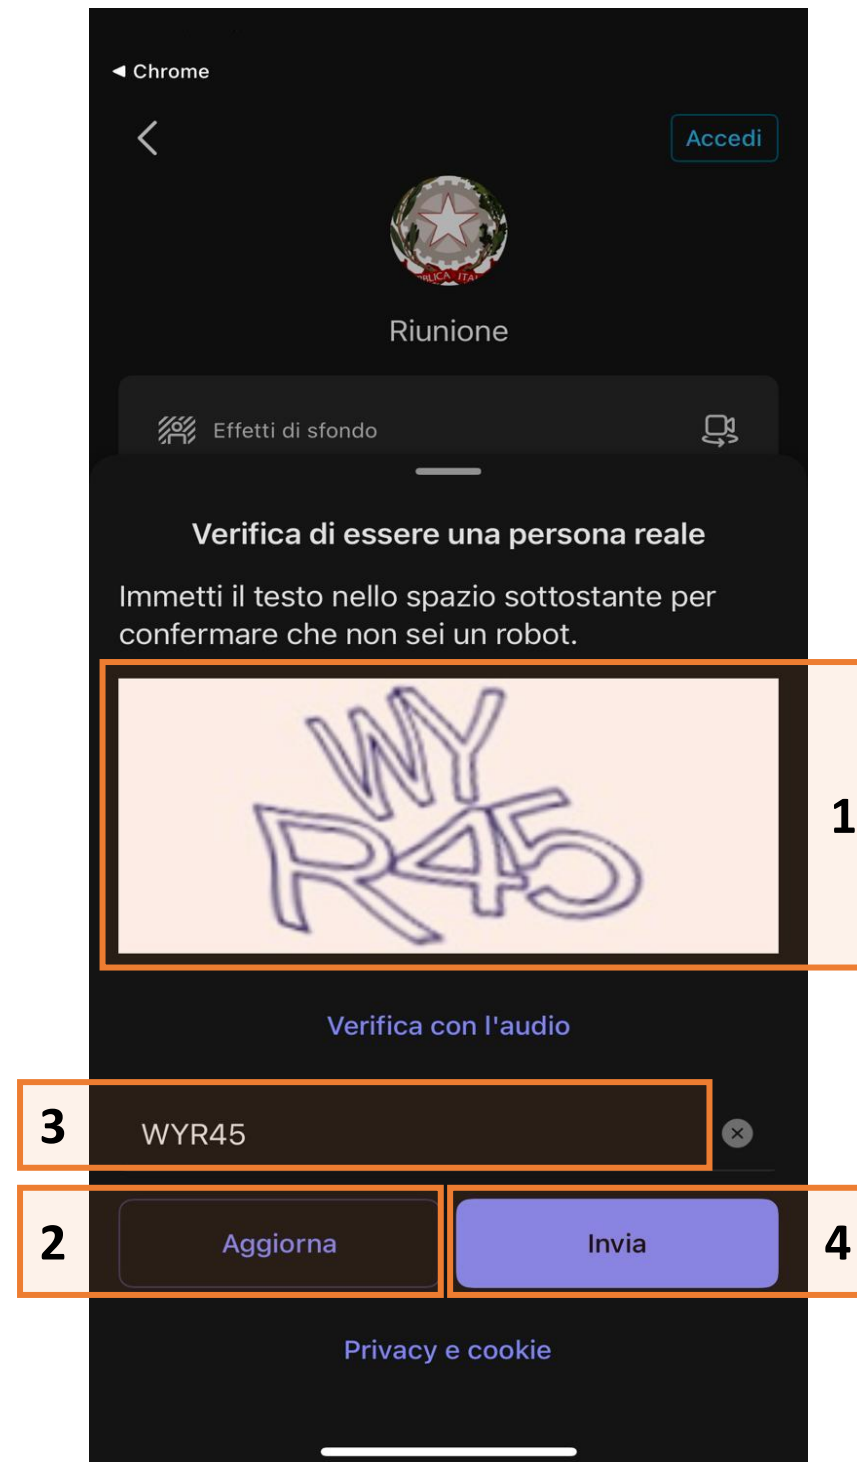 ◄ Chrome
Accedi
BLICA ITA
Riunione
Effetti di sfondo
Verifica di essere una persona reale
Immetti il testo nello spazio sottostante per
confermare che non sei un robot.
WY
R45
1
Verifica con l'audio
3
WYR45
2
Aggiorna
Invia
4
Privacy e cookie